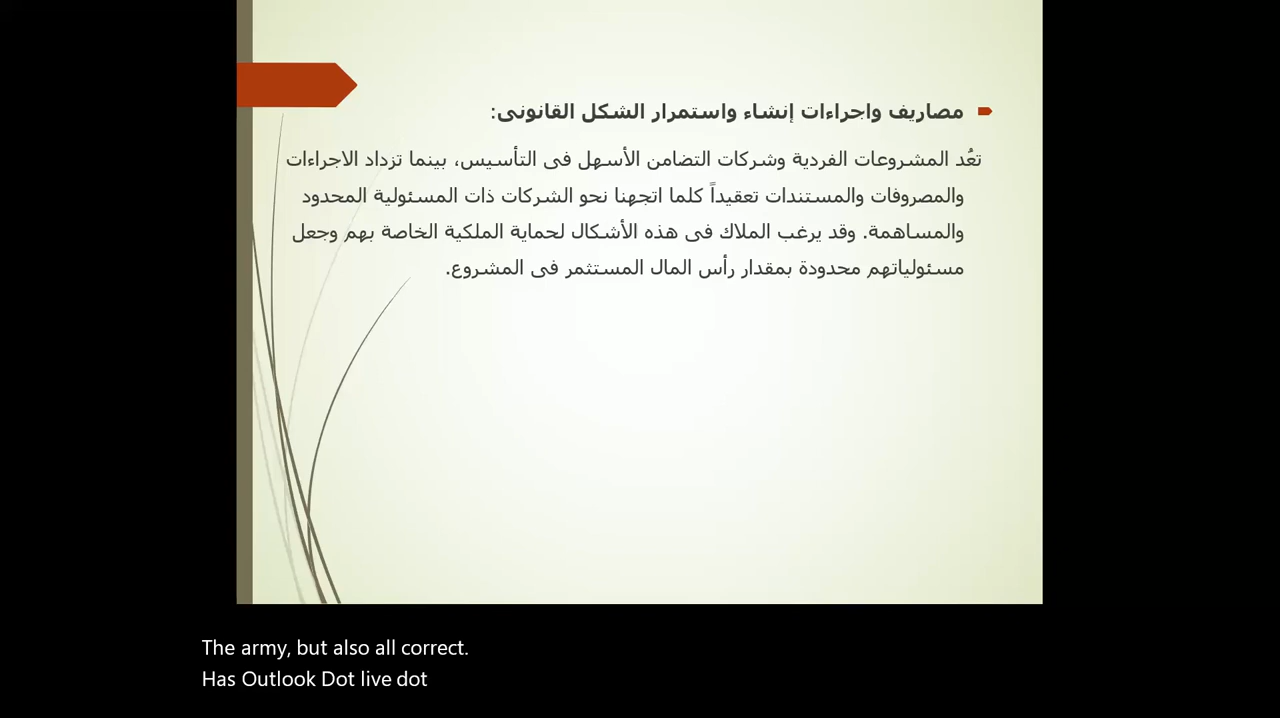 مصاريف واجراءات إنشاء واستمرار الشكل القانونى:
تعُد المشروعات الفردية وشركات التضامن الأسهل فى التأسيس، بينما تزداد الاجراءات
والمصروفات والمستندات تعقيداً كلما اتجهنا نحو الشركات ذات المسئولية المحدود
والمساهمة. وقد يرغب الملاك فى هذه الأشكال لحماية الملكية الخاصة بهم وجعل
مسئولياتهم محدودة بمقدار رأس المال المستثمر فى المشروع.
The army, but also all correct.
Has Outlook Dot live dot